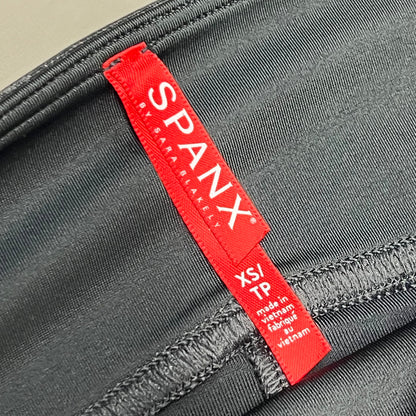 SPANX®
BY SARA BLAKELY
XS/
TP
made in
vietnam
fabriqué
au
vietnam